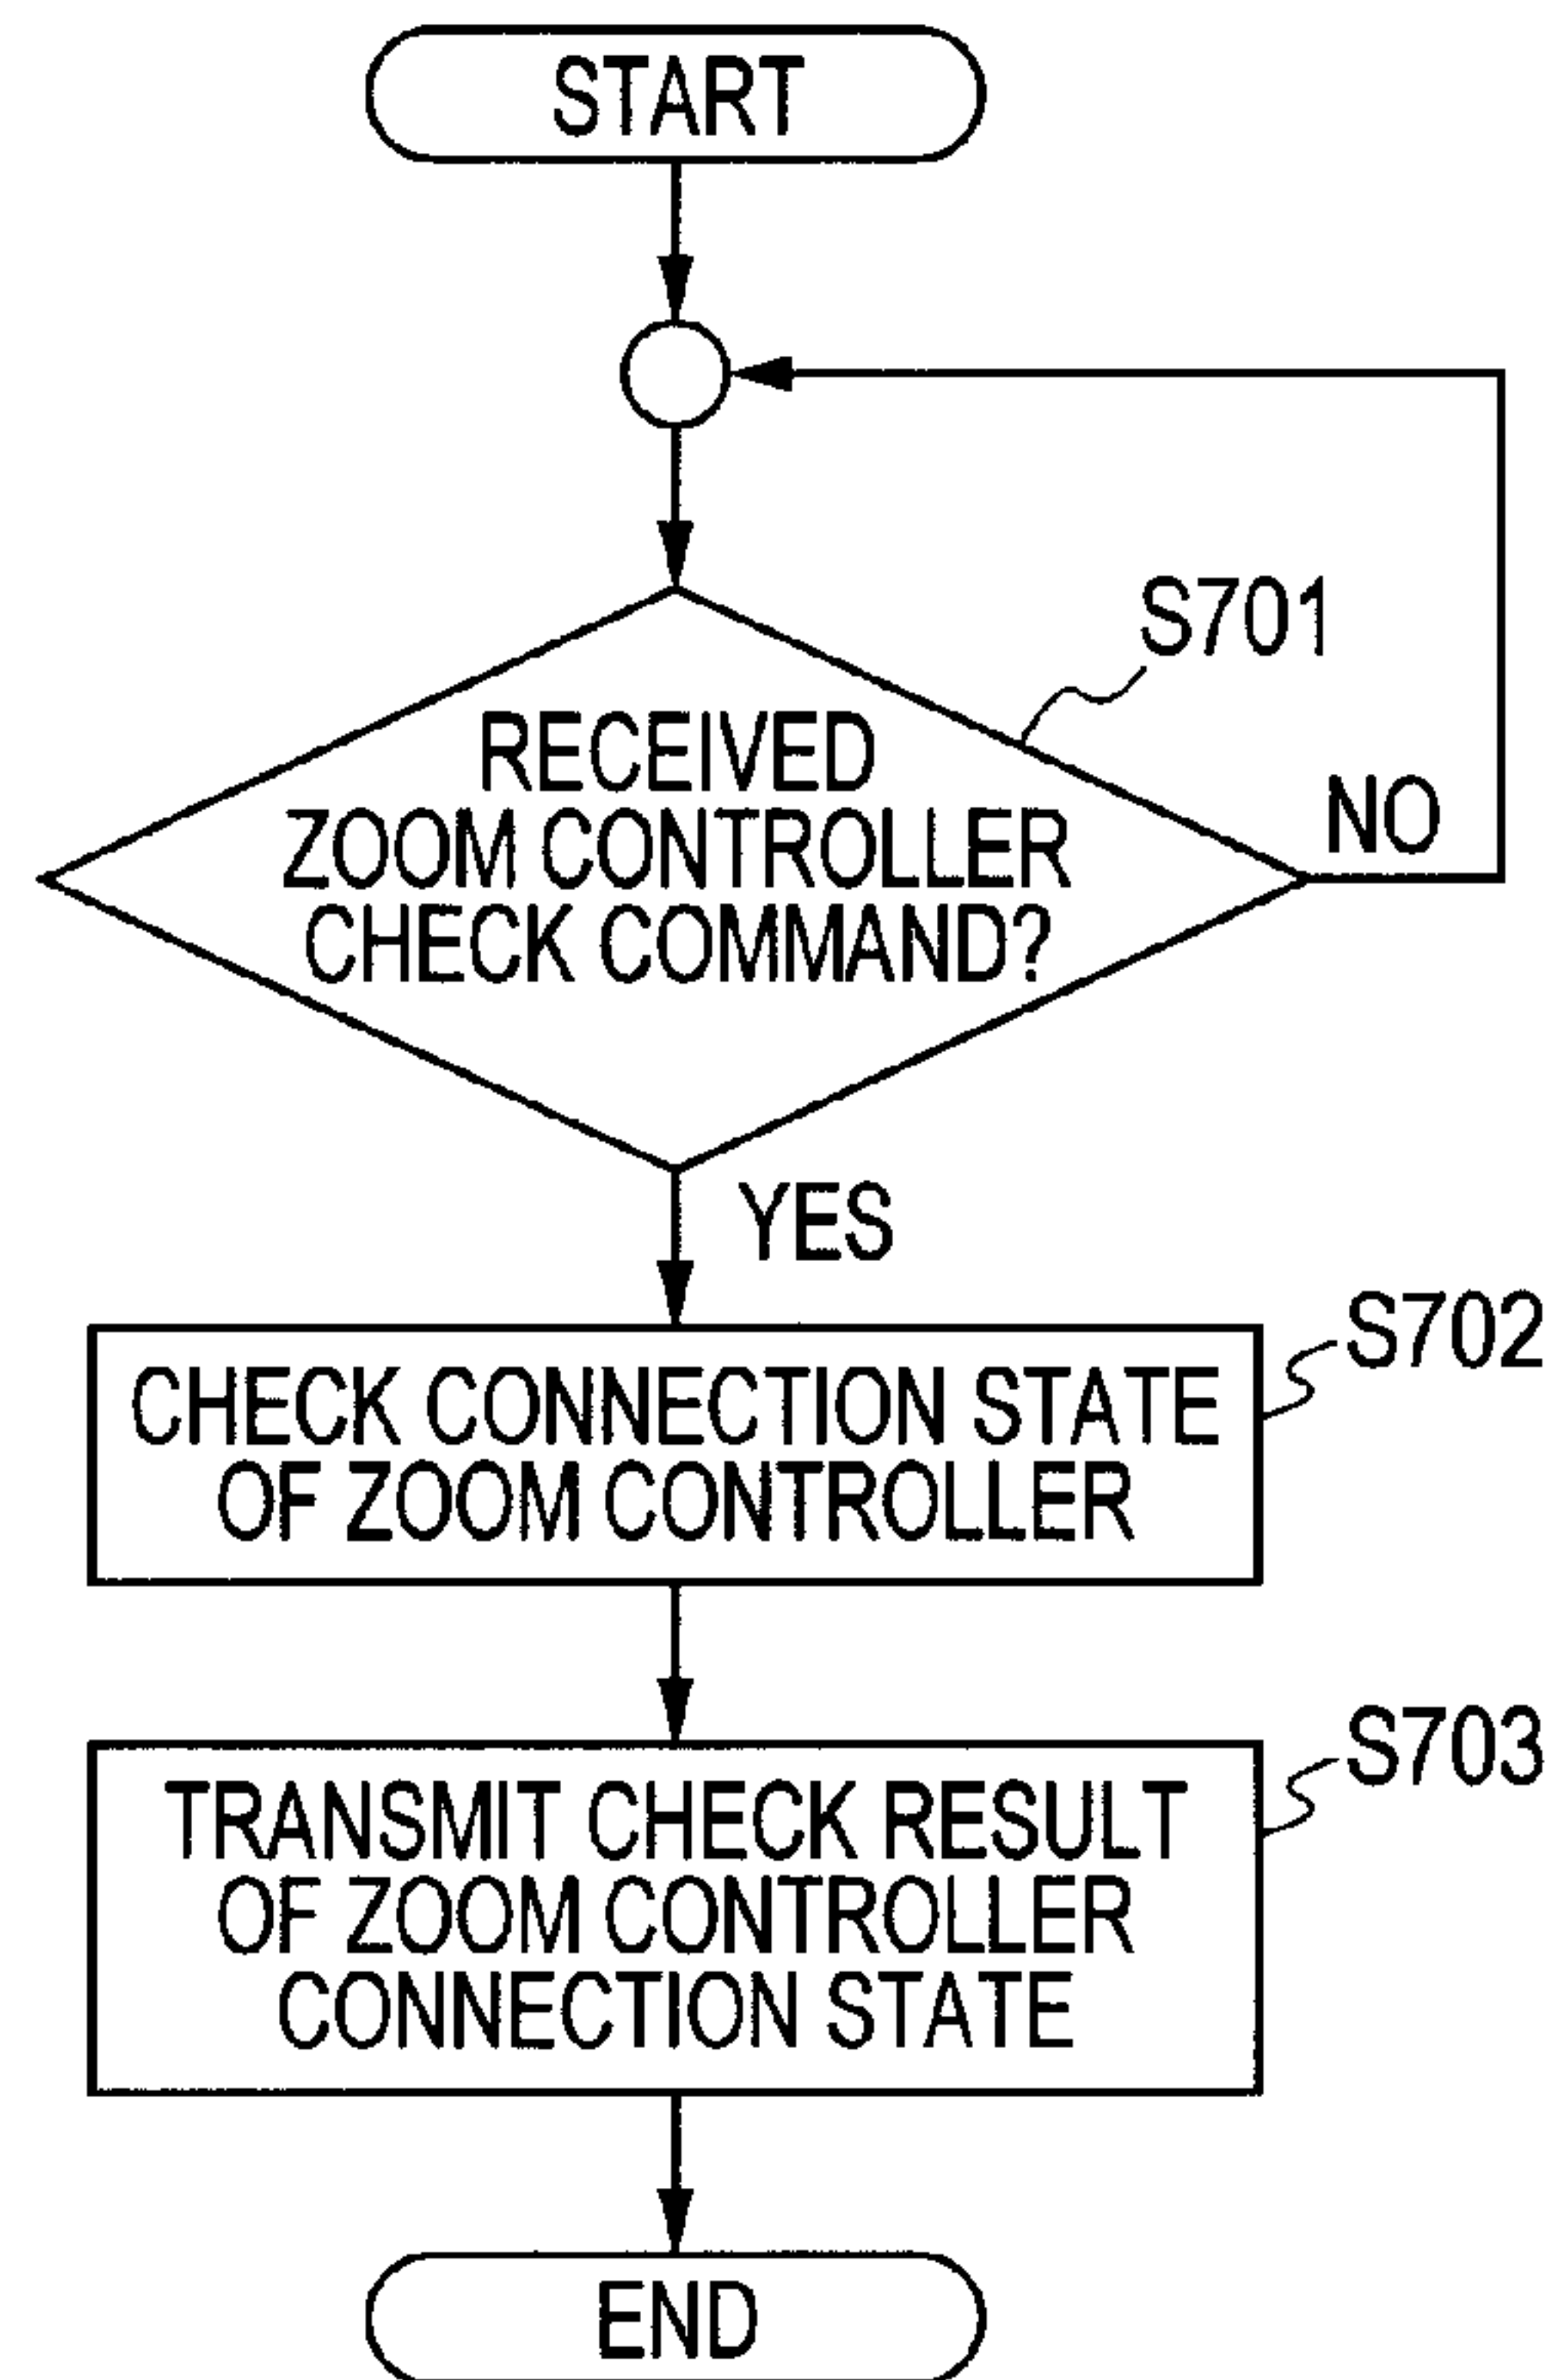 START
S701
RECEIVED
ZOOM CONTROLLER
CHECK COMMAND?
NO
YES
S702
CHECK CONNECTION STATE
OF ZOOM CONTROLLER
S703
TRANSMIT CHECK RESULT
OF ZOOM CONTROLLER
CONNECTION STATE
END